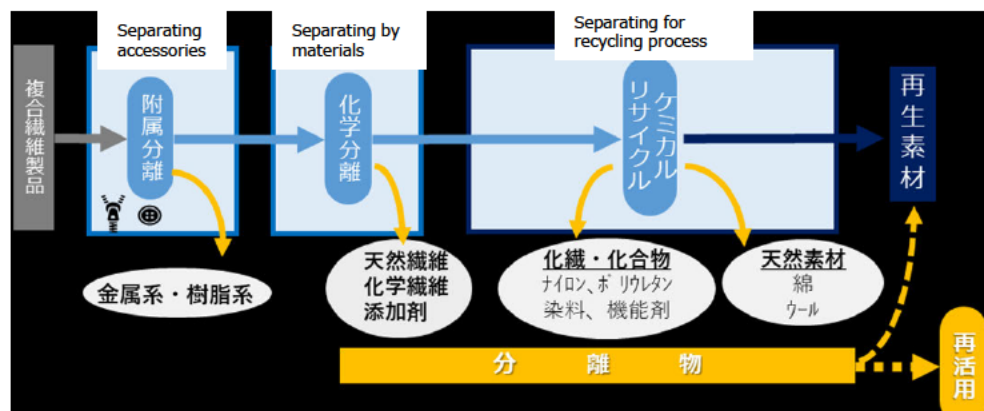 Separating
accessories
Separating by
materials
Separating for
recycling process
複合繊維製品
附属分離
化学分離
ケミカル
リサイクル
再生素材
金属系・樹脂系
天然繊維
化学繊維
添加剤
化繊・化合物
ナイロン、ポリウレタン
染料、機能剤
天然素材
綿
ウール
分離物
再活用